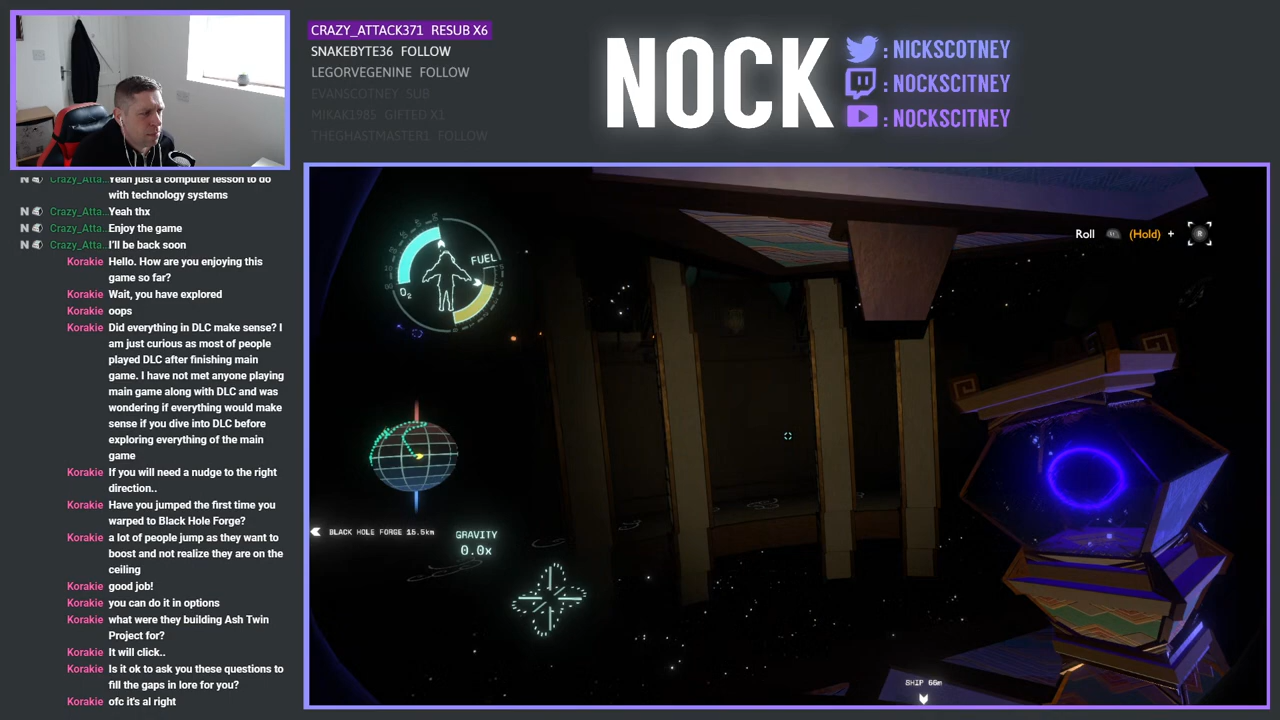 CRAZY_ATTACK371 RESUB X6
SNAKEBYTE36 FOLLOW
LEGORVEGENINE FOLLOW
EVANSCOTNEY SUB
MIKAK1985 GIFTED X1
THEGHASTMASTER1 FOLLOW
NOCK
: NICKSCOTNEY
: NOCKSCITNEY
: NOCKSCITNEY
Crazy_Atta... Yeah just a computer lesson to do
with technology systems
Crazy_Atta... Yeah thx
Crazy_Atta... Enjoy the game
Crazy_Atta... I'll be back soon
Korakie Hello. How are you enjoying this
game so far?
Korakie Wait, you have explored
Korakie oops
Korakie Did everything in DLC make sense? I
am just curious as most of people
played DLC after finishing main
game. I have not met anyone playing
main game along with DLC and was
wondering if everything would make
sense if you dive into DLC before
exploring everything of the main
game
Korakie If you will need a nudge to the right
direction..
Korakie Have you jumped the first time you
warped to Black Hole Forge?
Korakie a lot of people jump as they want to
boost and not realize they are on the
ceiling
Korakie good job!
Korakie you can do it in options
Korakie what were they building Ash Twin
Project for?
Korakie It will click..
Korakie Is it ok to ask you these questions to
fill the gaps in lore for you?
Korakie ofc it's al right
FUEL
O₂
Roll (Hold) + R
BLACK HOLE FORGE 15.5km
GRAVITY
0.0x
SHIP 66m